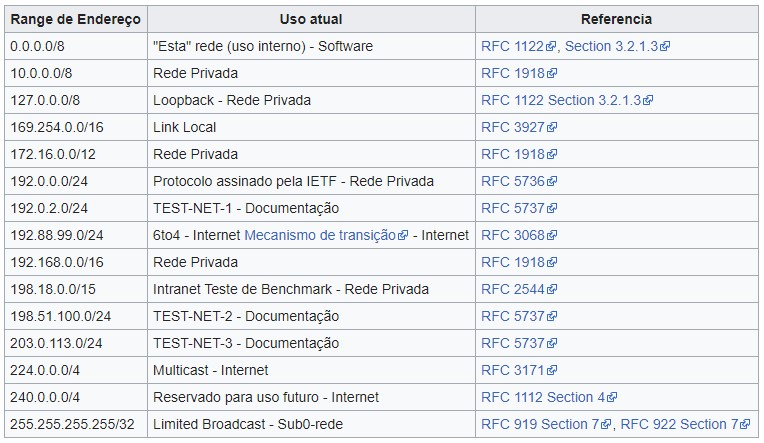 Range de Endereço Uso atual Referencia
0.0.0.0/8 "Esta" rede (uso interno) - Software RFC 1122, Section 3.2.1.3
10.0.0.0/8 Rede Privada RFC 1918
127.0.0.0/8 Loopback - Rede Privada RFC 1122 Section 3.2.1.3
169.254.0.0/16 Link Local RFC 3927
172.16.0.0/12 Rede Privada RFC 1918
192.0.0.0/24 Protocolo assinado pela IETF - Rede Privada RFC 5736
192.0.2.0/24 TEST-NET-1 - Documentação RFC 5737
192.88.99.0/24 6to4 - Internet Mecanismo de transição - Internet RFC 3068
192.168.0.0/16 Rede Privada RFC 1918
198.18.0.0/15 Intranet Teste de Benchmark - Rede Privada RFC 2544
198.51.100.0/24 TEST-NET-2 - Documentação RFC 5737
203.0.113.0/24 TEST-NET-3 - Documentação RFC 5737
224.0.0.0/4 Multicast - Internet RFC 3171
240.0.0.0/4 Reservado para uso futuro - Internet RFC 1112 Section 4
255.255.255.255/32 Limited Broadcast - Sub0-rede RFC 919 Section 7, RFC 922 Section 7